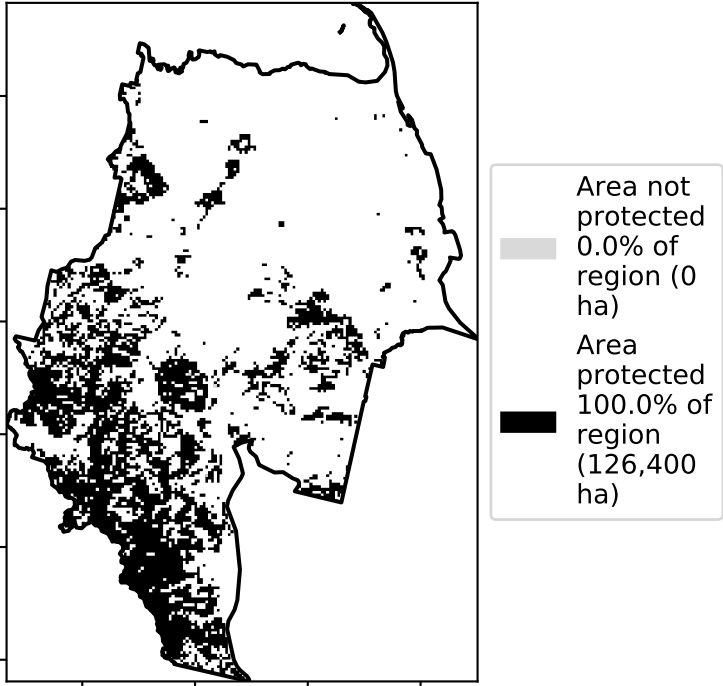 Area not
protected
0.0% of
region (0
ha)
Area
protected
100.0% of
region
(126,400
ha)